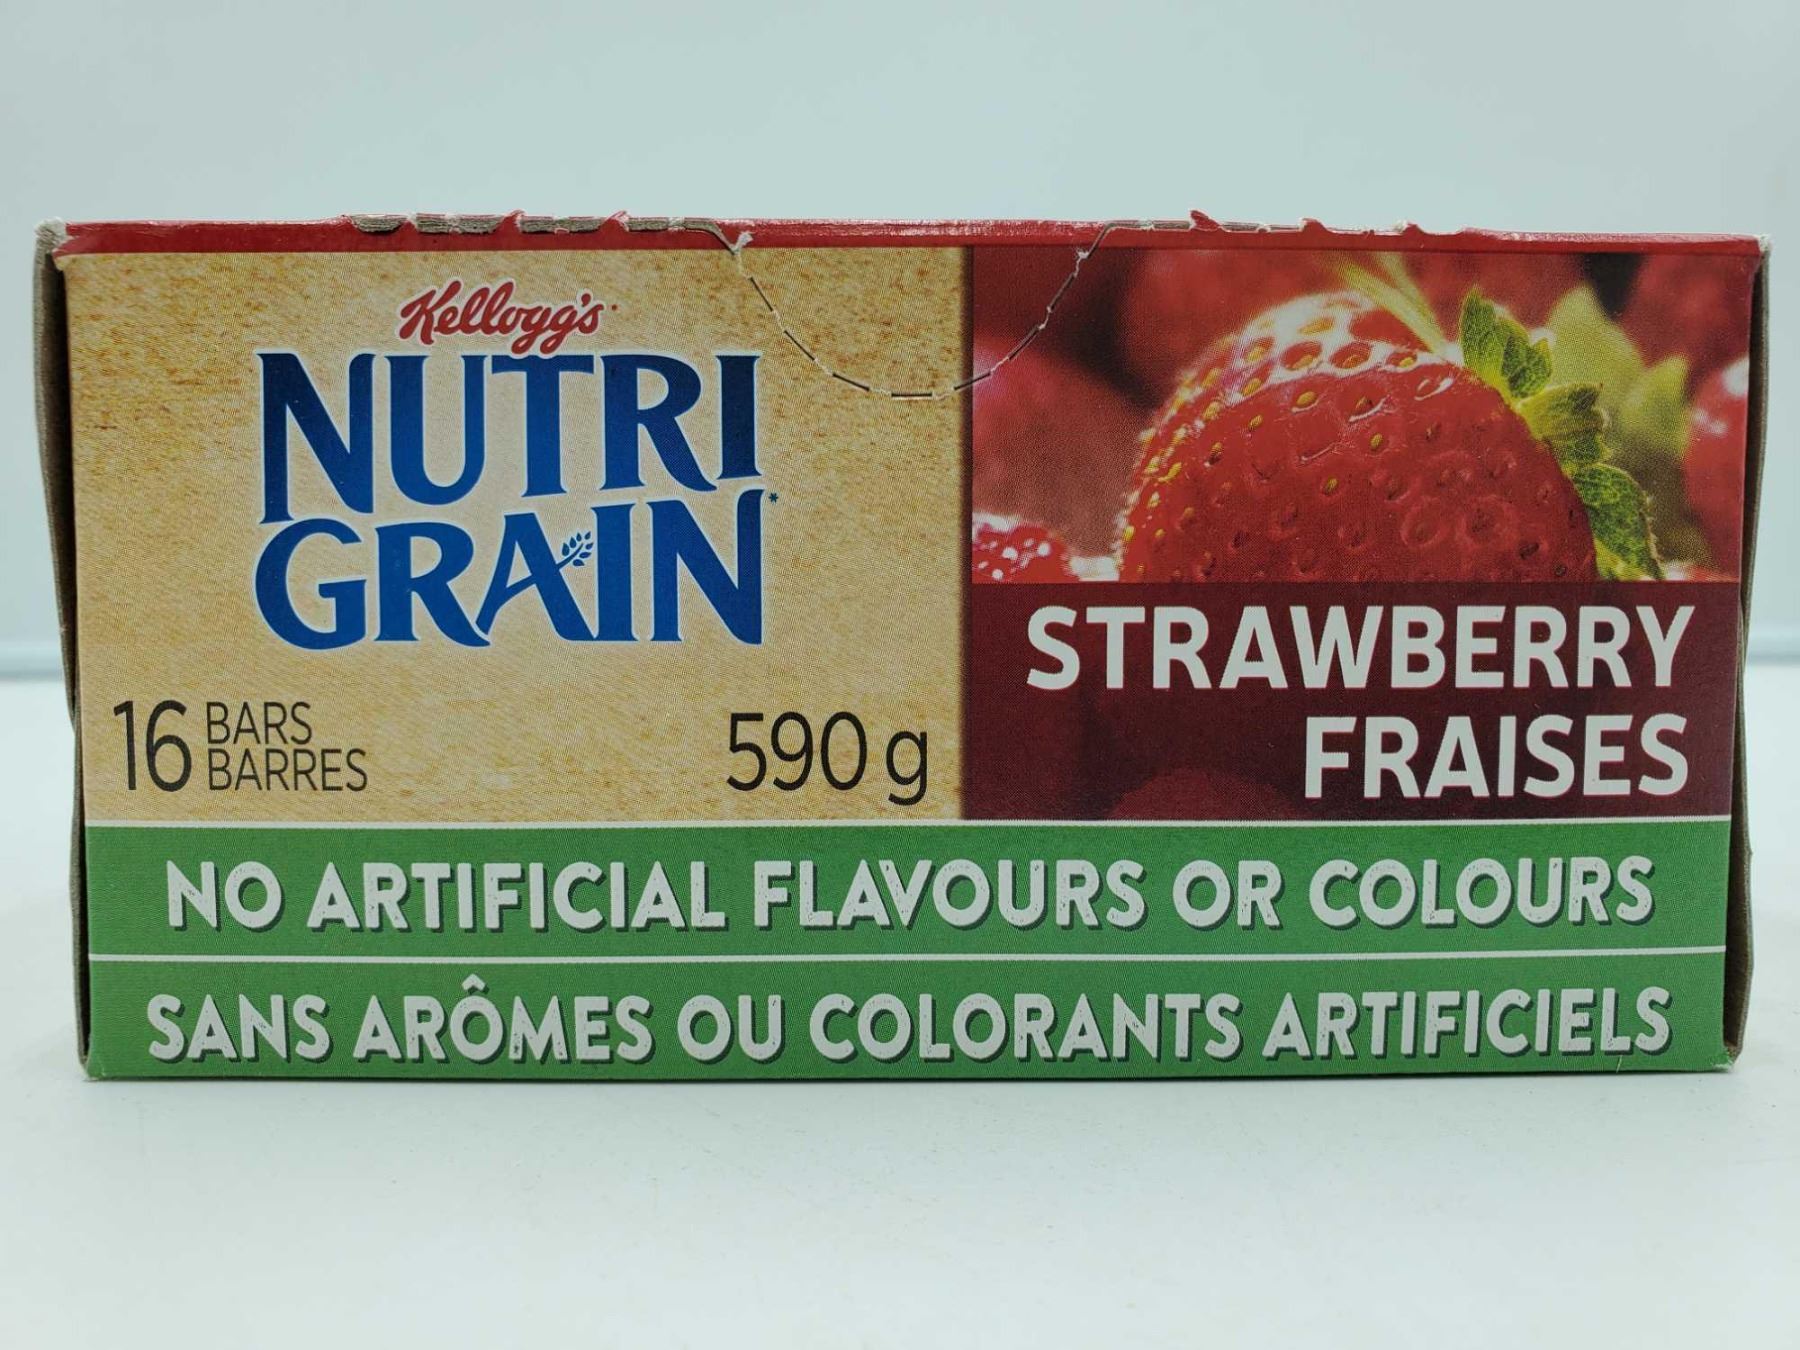 Kellogg's
NUTRI
GRAIN*
16 BARS
BARRES
590 g
STRAWBERRY
FRAISES
NO ARTIFICIAL FLAVOURS OR COLOURS
SANS ARÔMES OU COLORANTS ARTIFICIELS